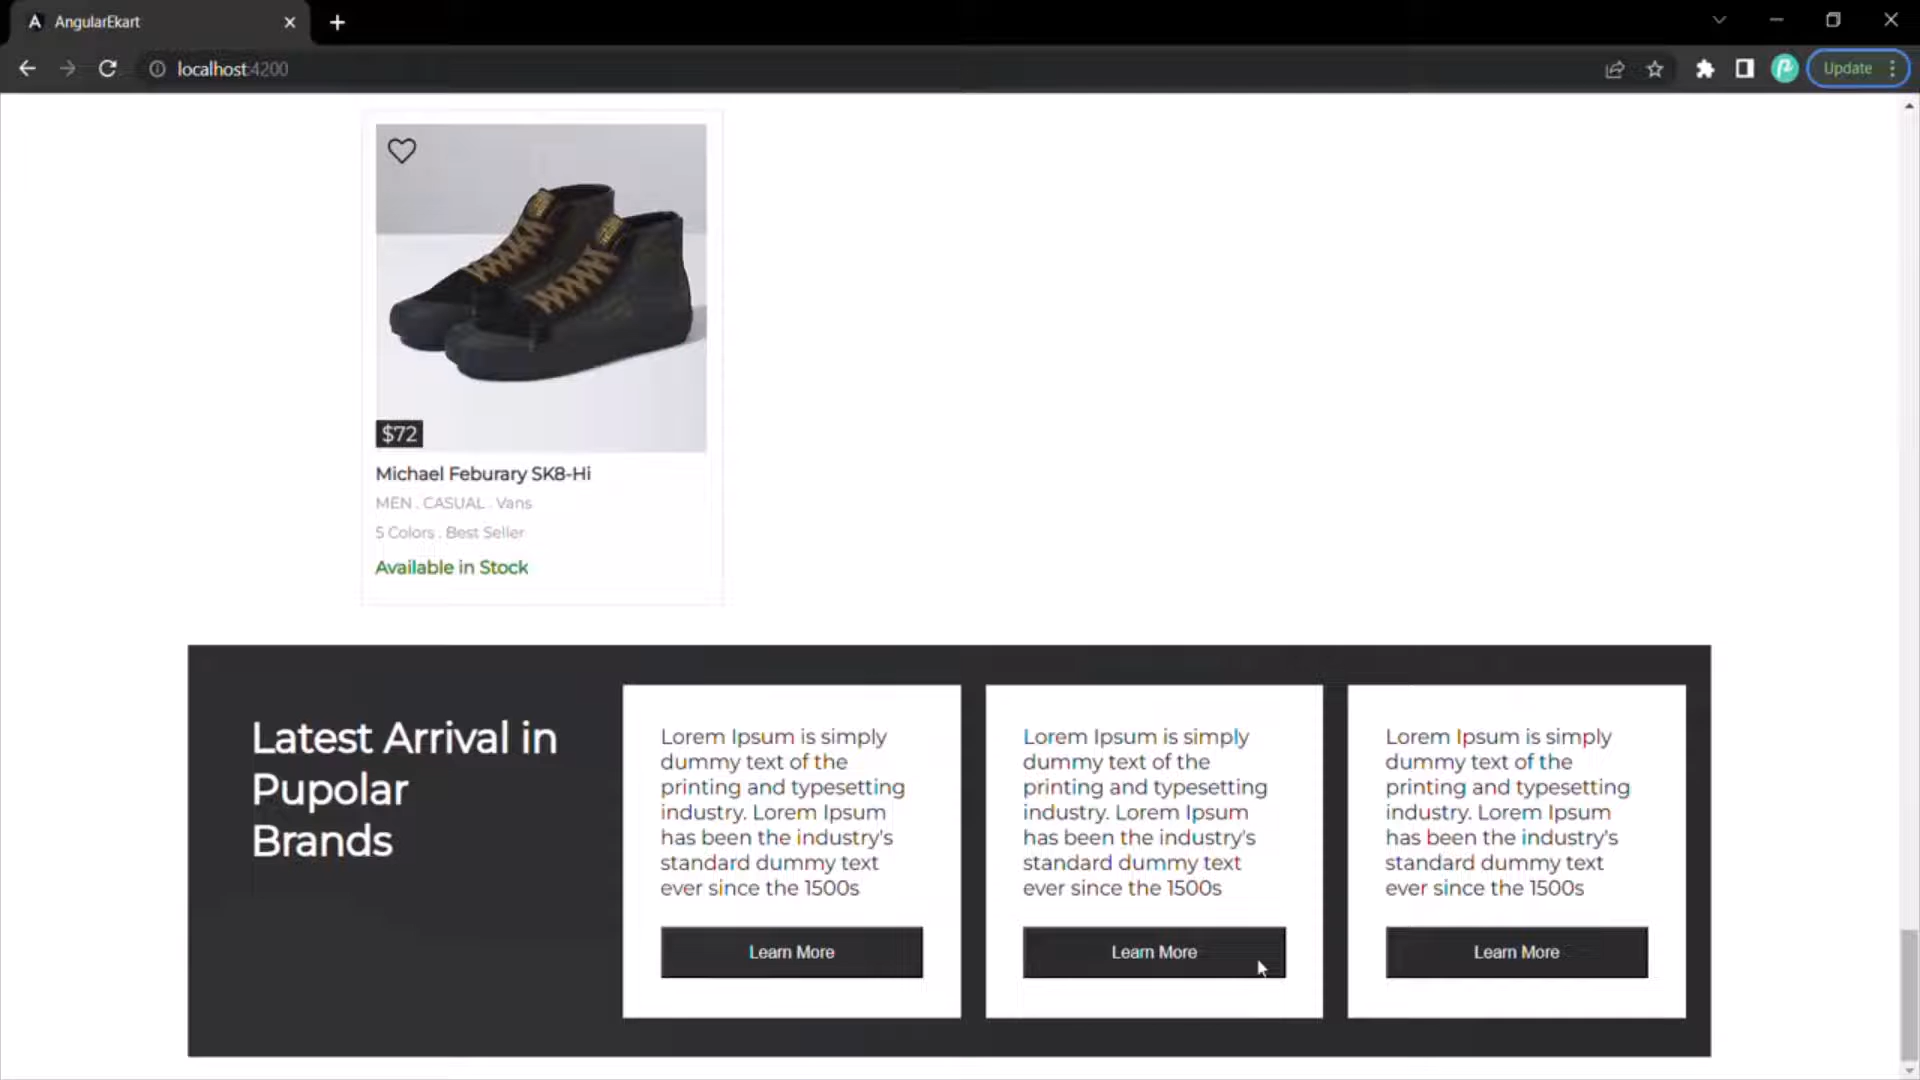 AngularEkart
localhost:4200
Update
$72
Michael Feburary SK8-Hi
MEN . CASUAL . Vans
5 Colors . Best Seller
Available in Stock
Latest Arrival in
Pupolar
Brands
Lorem Ipsum is simply
dummy text of the
printing and typesetting
industry. Lorem Ipsum
has been the industry's
standard dummy text
ever since the 1500s
Learn More
Lorem Ipsum is simply
dummy text of the
printing and typesetting
industry. Lorem Ipsum
has been the industry's
standard dummy text
ever since the 1500s
Learn More
Lorem Ipsum is simply
dummy text of the
printing and typesetting
industry. Lorem Ipsum
has been the industry's
standard dummy text
ever since the 1500s
Learn More